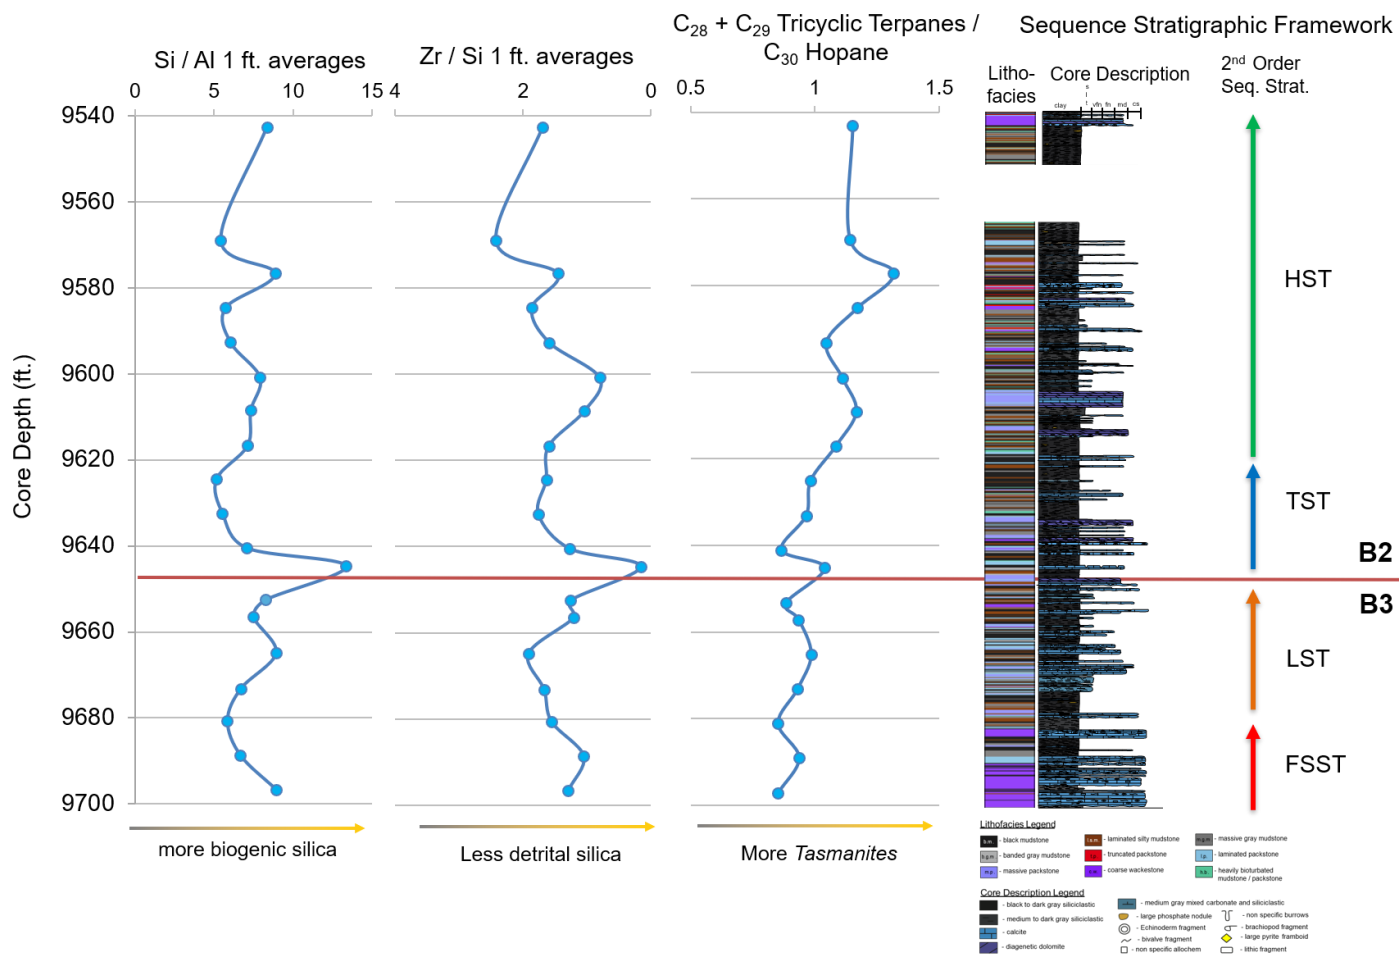 C28 + C29 Tricyclic Terpanes /
C30 Hopane
Sequence Stratigraphic Framework
Si / Al 1 ft. averages
Zr / Si 1 ft. averages
Litho-
facies
Core Description
2nd Order
Seq. Strat.
0 5 10 15
4 2 0
0.5 1 1.5
clay
s
vfn fn md cs
Core Depth (ft.)
9540
9560
9580
9600
9620
9640
9660
9680
9700
HST
TST
B2
B3
LST
FSST
more biogenic silica
Less detrital silica
More Tasmanites
Lithofacies Legend
b.m. - black mudstone
l.s.m. - laminated silty mudstone
m.g.m. - massive gray mudstone
b.g.m. - banded gray mudstone
t.p. - truncated packstone
l.p. - laminated packstone
m.p. - massive packstone
c.w. - coarse wackestone
h.b. - heavily bioturbated
mudstone / packstone
Core Description Legend
- black to dark gray siliciclastic
- medium to dark gray siliciclastic
- calcite
- diagenetic dolomite
- medium gray mixed carbonate and siliciclastic
- large phosphate nodule
- Echinoderm fragment
- bivalve fragment
- non specific allochem
- non specific burrows
- brachiopod fragment
- large pyrite framboid
- lithic fragment